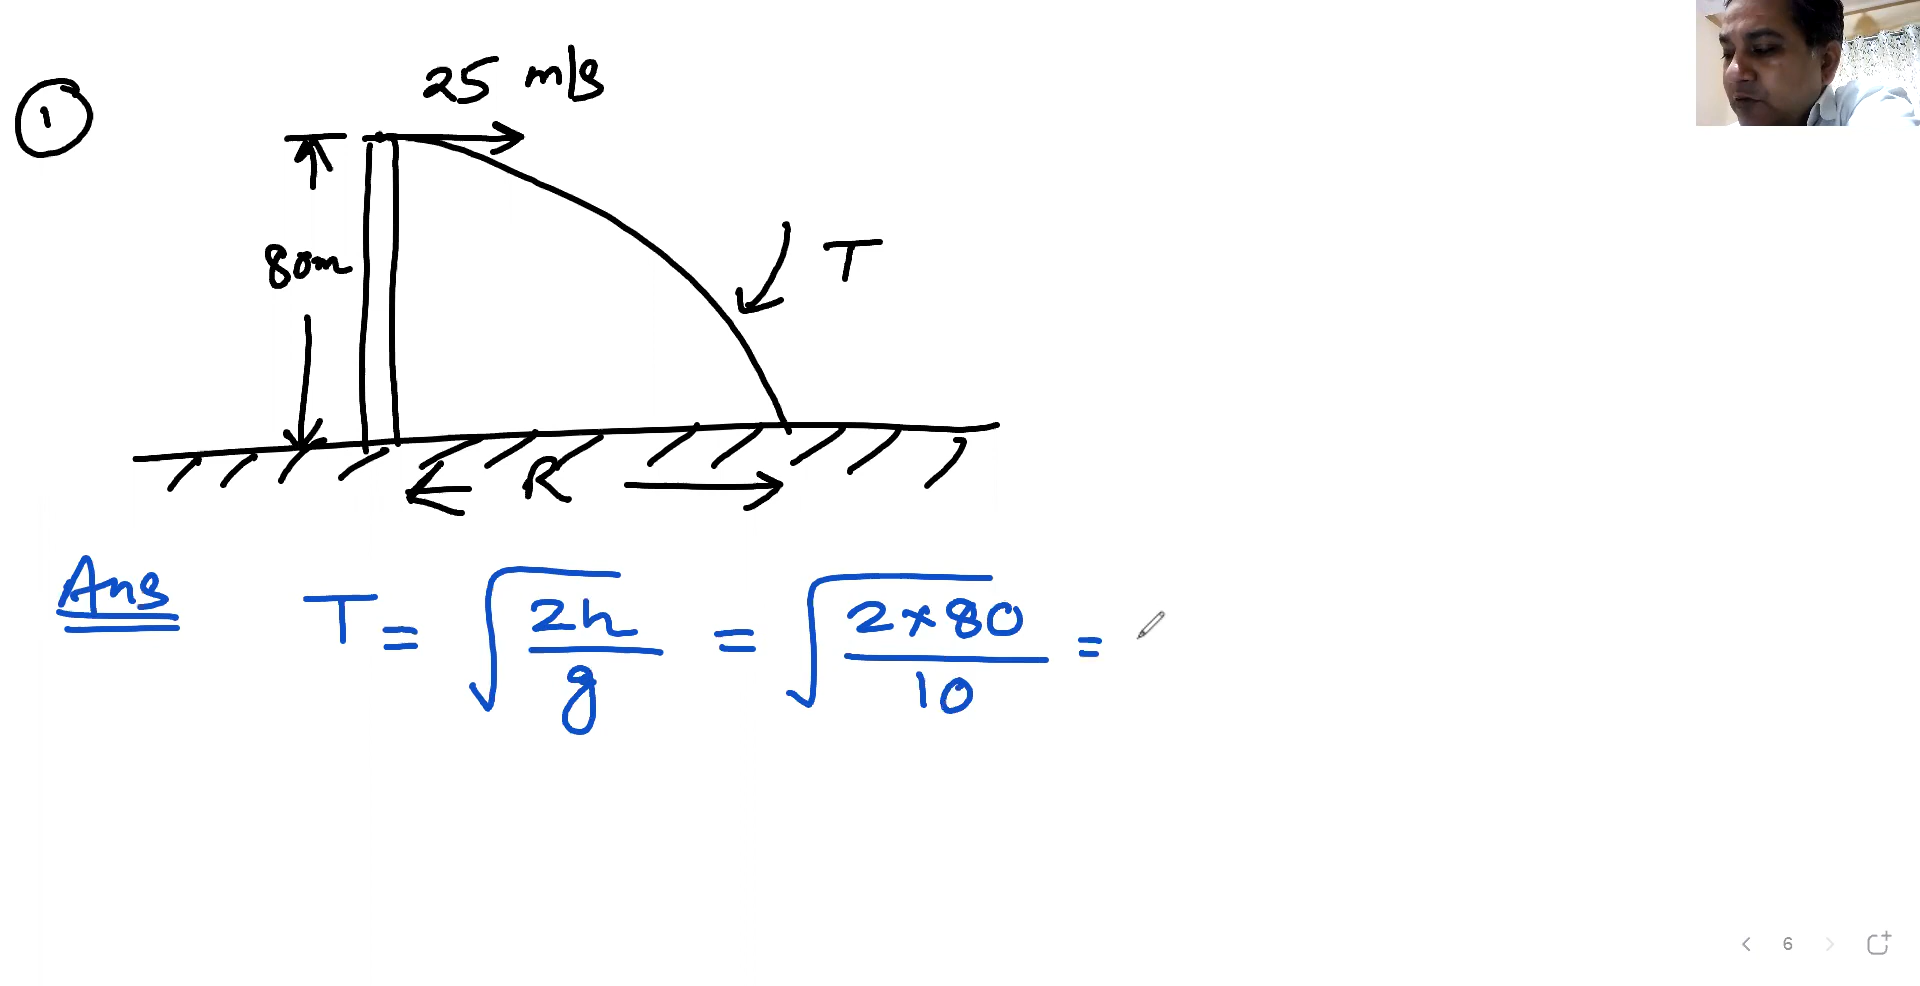 1
25 m/s
80m
T
R
Ans T = √(2h/g) = √(2×80/10) =
6